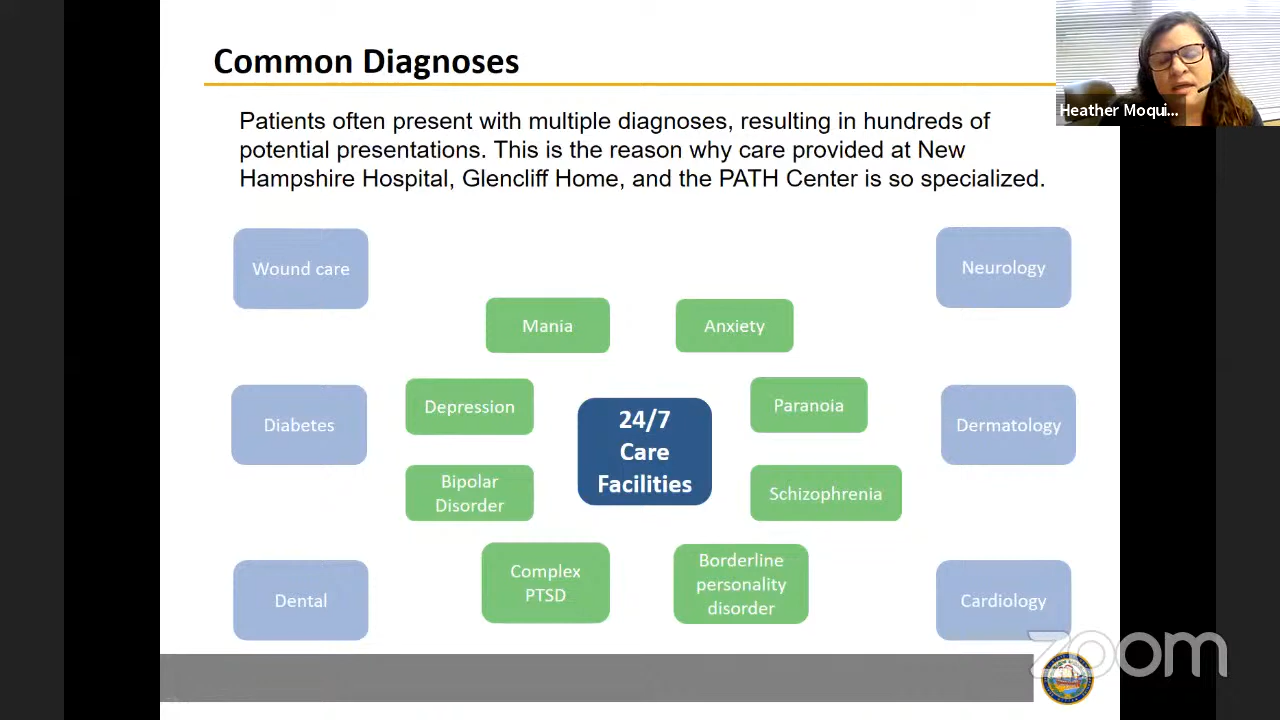 Common Diagnoses
Heather Moqui...
Patients often present with multiple diagnoses, resulting in hundreds of
potential presentations. This is the reason why care provided at New
Hampshire Hospital, Glencliff Home, and the PATH Center is so specialized.
Wound care
Neurology
Mania
Anxiety
Diabetes
Depression
24/7
Care
Facilities
Paranoia
Dermatology
Bipolar
Disorder
Schizophrenia
Dental
Complex
PTSD
Borderline
personality
disorder
Cardiology
zoom